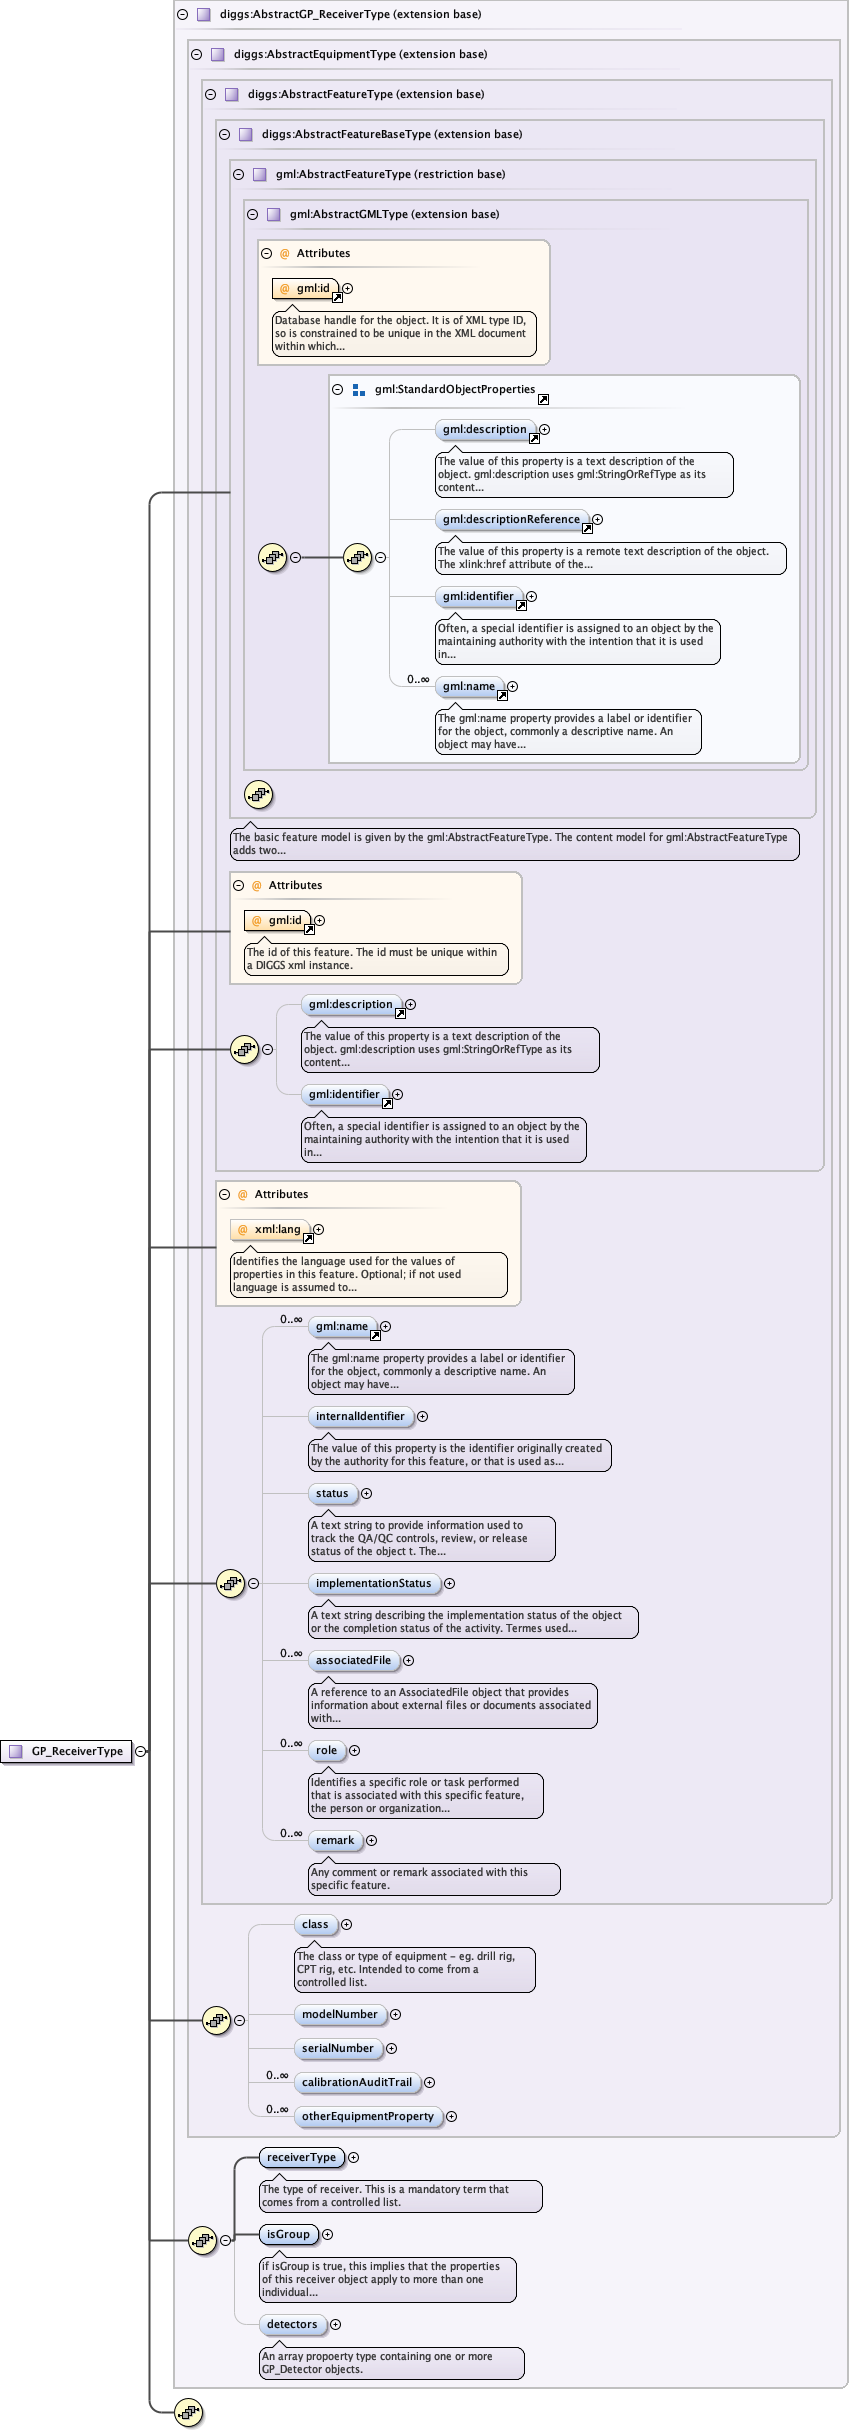 diggs:AbstractGP_ReceiverType (extension base)
diggs:AbstractEquipmentType (extension base)
diggs:AbstractFeatureType (extension base)
diggs:AbstractFeatureBaseType (extension base)
gml:AbstractFeatureType (restriction base)
gml:AbstractGMLType (extension base)
@ Attributes
@ gml:id
Database handle for the object. It is of XML type ID,
so is constrained to be unique in the XML document
within which...
gml:StandardObjectProperties
gml:description
The value of this property is a text description of the
object. gml:description uses gml:StringOrRefType as its
content...
gml:descriptionReference
The value of this property is a remote text description of the object.
The xlink:href attribute of the...
gml:identifier
Often, a special identifier is assigned to an object by the
maintaining authority with the intention that it is used
in...
0..∞
gml:name
The gml:name property provides a label or identifier
for the object, commonly a descriptive name. An
object may have...
The basic feature model is given by the gml:AbstractFeatureType. The content model for gml:AbstractFeatureType
adds two...
@ Attributes
@ gml:id
The id of this feature. The id must be unique within
a DIGGS xml instance.
gml:description
The value of this property is a text description of the
object. gml:description uses gml:StringOrRefType as its
content...
gml:identifier
Often, a special identifier is assigned to an object by the
maintaining authority with the intention that it is used
in...
@ Attributes
@ xml:lang
Identifies the language used for the values of
properties in this feature. Optional; if not used
language is assumed to...
0..∞
gml:name
The gml:name property provides a label or identifier
for the object, commonly a descriptive name. An
object may have...
internalIdentifier
The value of this property is the identifier originally created
by the authority for this feature, or that is used as...
status
A text string to provide information used to
track the QA/QC controls, review, or release
status of the object t. The...
implementationStatus
A text string describing the implementation status of the object
or the completion status of the activity. Termes used...
0..∞
associatedFile
A reference to an AssociatedFile object that provides
information about external files or documents associated
with...
0..∞
role
GP_ReceiverType
Identifies a specific role or task performed
that is associated with this specific feature,
the person or organization...
0..∞
remark
Any comment or remark associated with this
specific feature.
class
The class or type of equipment - eg. drill rig,
CPT rig, etc. Intended to come from a
controlled list.
modelNumber
serialNumber
0..∞
calibrationAuditTrail
0..∞
otherEquipmentProperty
receiverType
The type of receiver. This is a mandatory term that
comes from a controlled list.
isGroup
if isGroup is true, this implies that the properties
of this receiver object apply to more than one
individual...
detectors
An array propoerty type containing one or more
GP_Detector objects.